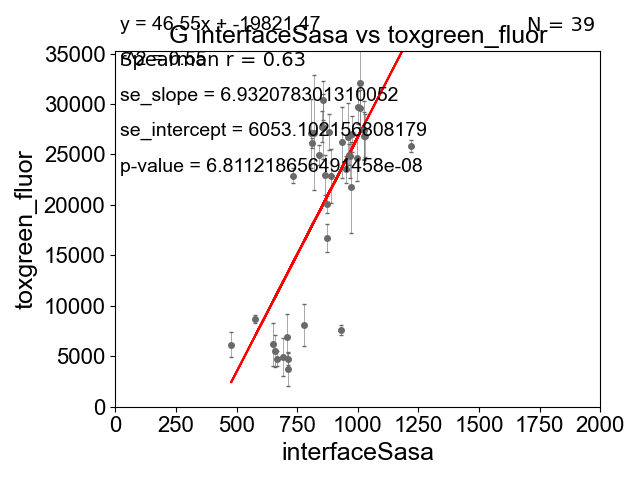 y = 46.55x + -19821.47
N = 39
G interfaceSasa vs toxgreen_fluor
r^2 = 0.55
Spearman r = 0.63
se_slope = 6.932078301310052
se_intercept = 6053.102156808179
p-value = 6.811218656494458e-08
35000
30000
25000
20000
15000
10000
5000
0
toxgreen_fluor
0
250
500
750
1000
1250
1500
1750
2000
interfaceSasa